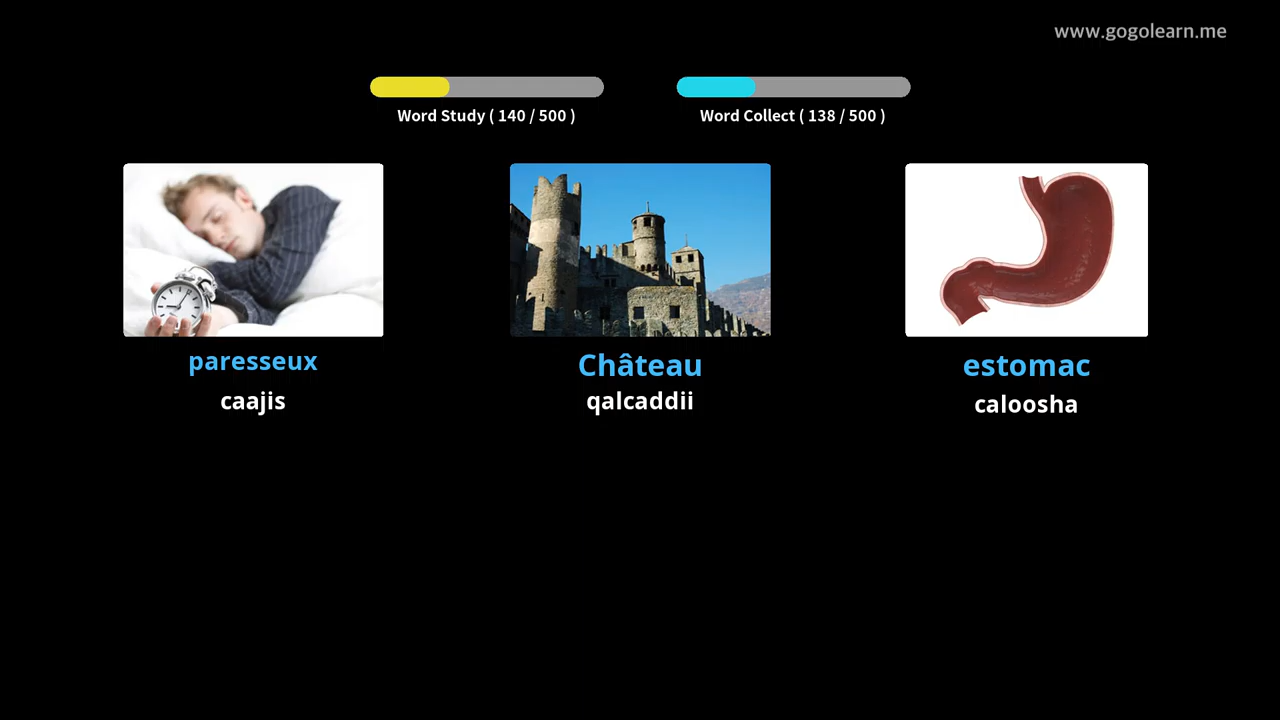 www.gogolearn.me
Word Study ( 140 / 500 )
Word Collect ( 138 / 500 )
paresseux
caajis
Château
qalcaddii
estomac
caloosha